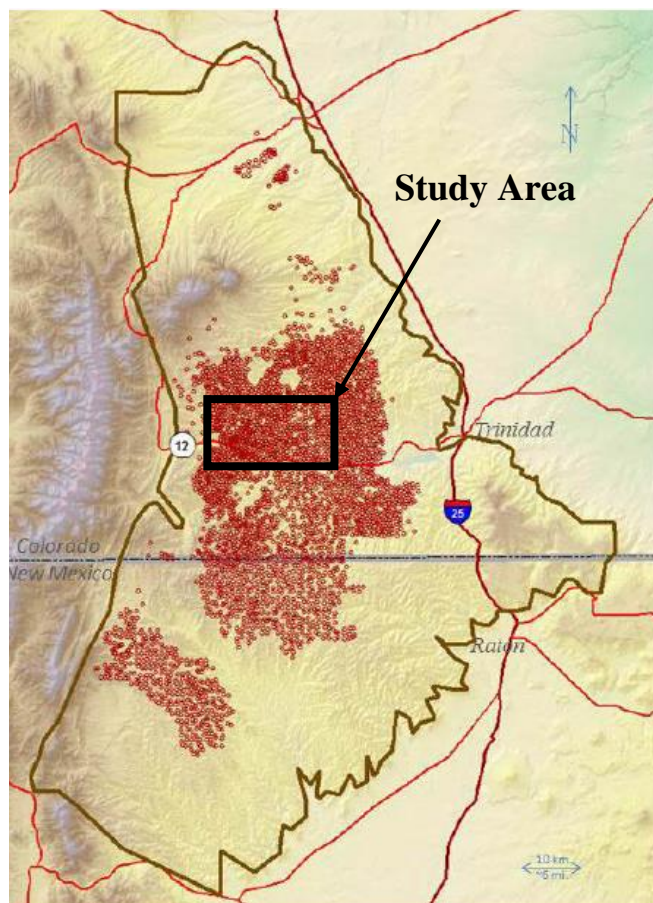 N
Study Area
Trinidad
12
25
Colorado
New Mexico
Raton
10 km
~6 mi.